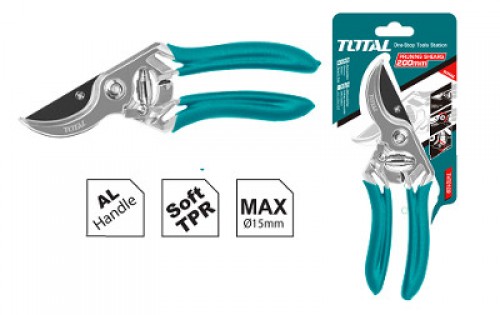 TOTAL
AL
Handle
Soft
TPR
MAX
Ø15mm
TOTAL
One-Stop Tools Station
PRUNING SHEARS
200mm